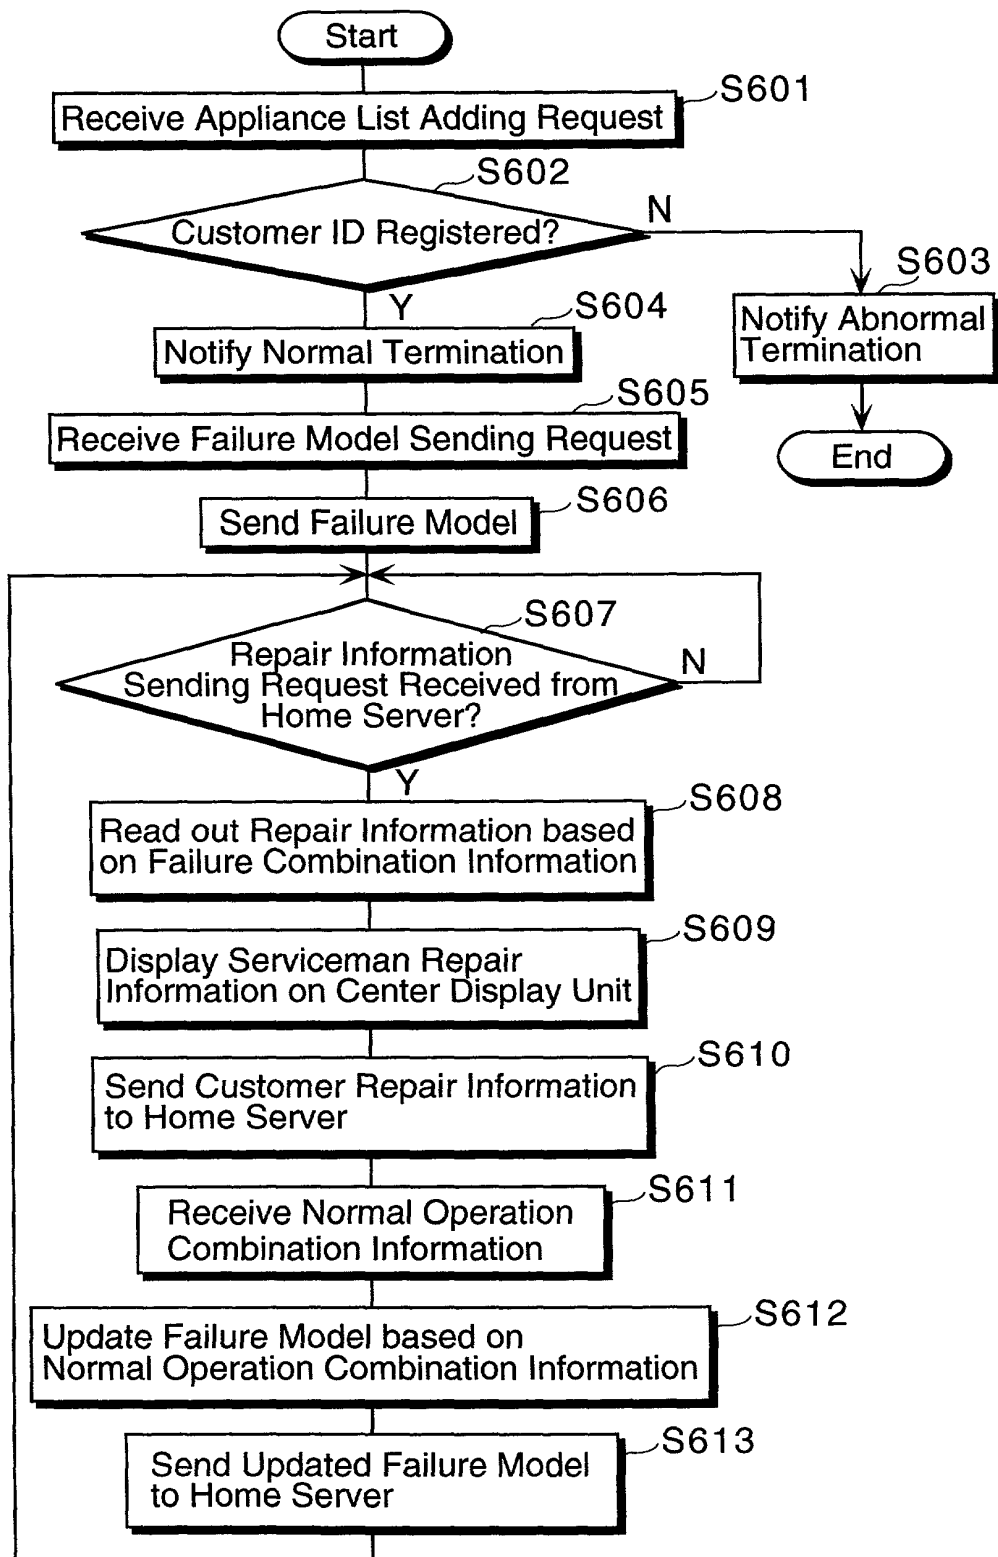 Start
S601
Receive Appliance List Adding Request
S602
Customer ID Registered?
N
Y
S603
Notify Abnormal
Termination
End
S604
Notify Normal Termination
S605
Receive Failure Model Sending Request
S606
Send Failure Model
S607
Repair Information
Sending Request Received from
Home Server?
N
Y
S608
Read out Repair Information based
on Failure Combination Information
S609
Display Serviceman Repair
Information on Center Display Unit
S610
Send Customer Repair Information
to Home Server
S611
Receive Normal Operation
Combination Information
S612
Update Failure Model based on
Normal Operation Combination Information
S613
Send Updated Failure Model
to Home Server